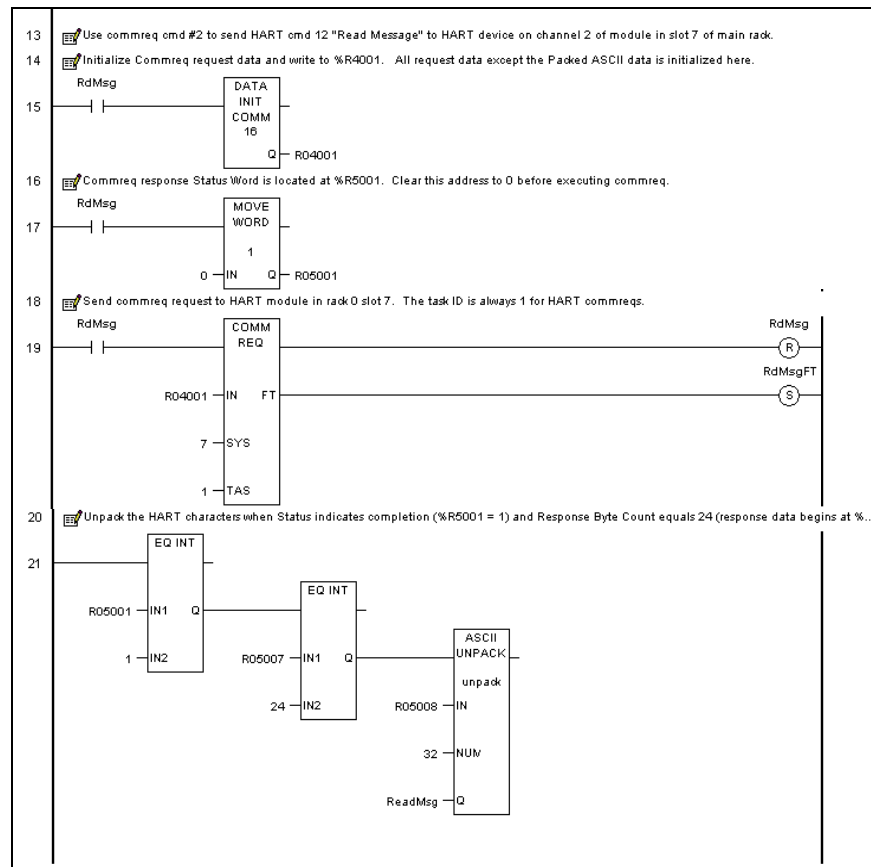 13 Use commreq cmd #2 to send HART cmd 12 "Read Message" to HART device on channel 2 of module in slot 7 of main rack.
14 Initialize Commreq request data and write to %R4001. All request data except the Packed ASCII data is initialized here.
RdMsg
DATA
INIT
COMM
16
15
Q R04001
16 Commreq response Status Word is located at %R5001. Clear this address to 0 before executing commreq.
RdMsg
MOVE
WORD
17
1
0 IN Q R05001
18 Send commreq request to HART module in rack 0 slot 7. The task ID is always 1 for HART commreqs.
RdMsg
COMM
REQ
RdMsg
19
R
RdMsgFT
R04001 IN FT
S
7 SYS
1 TAS
20 Unpack the HART characters when Status indicates completion (%R5001 = 1) and Response Byte Count equals 24 (response data begins at %...
EQ INT
21
R05001 IN1 Q
1 IN2
EQ INT
R05007 IN1 Q
24 IN2
ASCII
UNPACK
unpack
R05008 IN
32 NUM
ReadMsg Q